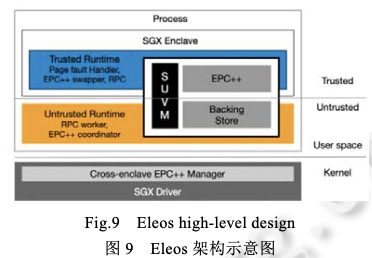 Process
SGX Enclave
Trusted Runtime
Page fault Handler,
EPC++ swapper, RPC
SUVM
EPC++
Trusted
Untrusted
Untrusted Runtime
RPC worker,
EPC++ coordinator
Backing
Store
User space
Kernel
Cross-enclave EPC++ Manager
SGX Driver
Fig.9 Eleos high-level design
图 9 Eleos 架构示意图